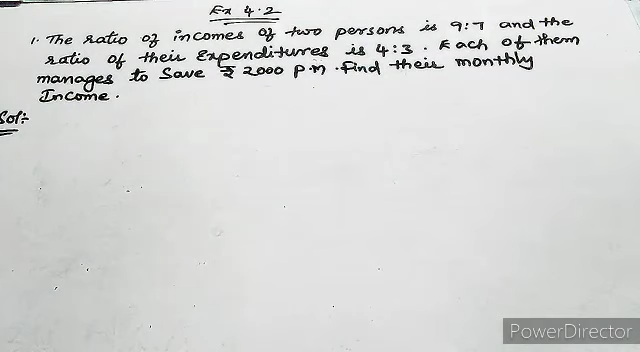 Ex 4.2
1. The ratio of incomes of two persons is 9:7 and the
ratio of their Expenditures is 4:3. Each of them
manages to Save ₹ 2000 p.m. Find their monthly
Income.
Sol:-
PowerDirector